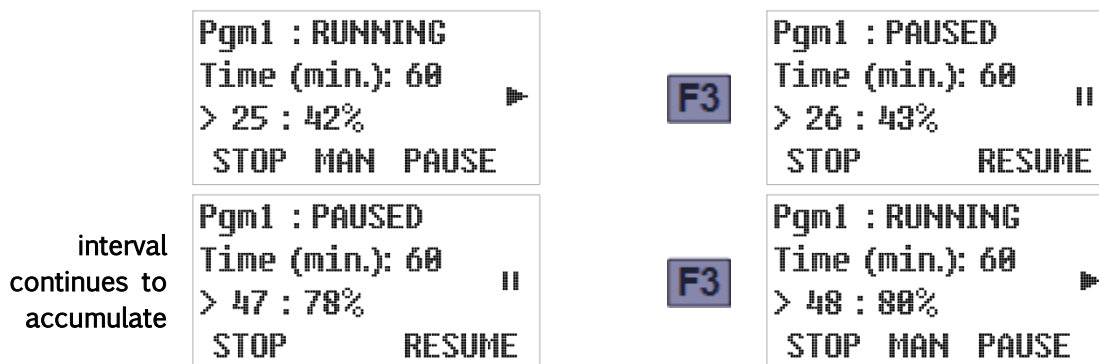 Pgm1 : RUNNING
Time (min.): 60
> 25 : 42%
STOP MAN PAUSE
F3
Pgm1 : PAUSED
Time (min.): 60
> 26 : 43%
STOP RESUME
interval
continues to
accumulate
Pgm1 : PAUSED
Time (min.): 60
> 47 : 78%
STOP RESUME
F3
Pgm1 : RUNNING
Time (min.): 60
> 48 : 80%
STOP MAN PAUSE